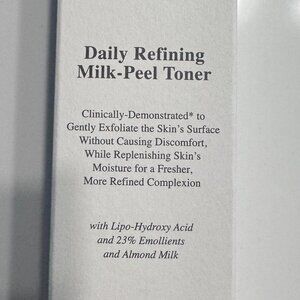 Daily Refining
Milk-Peel Toner
Clinically-Demonstrated* to
Gently Exfoliate the Skin's Surface
Without Causing Discomfort,
While Replenishing Skin's
Moisture for a Fresher,
More Refined Complexion
with Lipo-Hydroxy Acid
and 23% Emollients
and Almond Milk